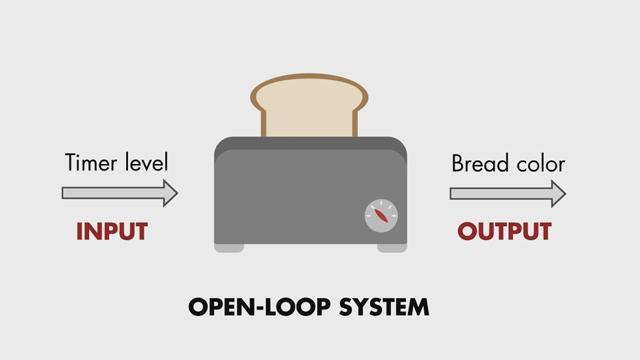 Timer level
INPUT
Bread color
OUTPUT
OPEN-LOOP SYSTEM